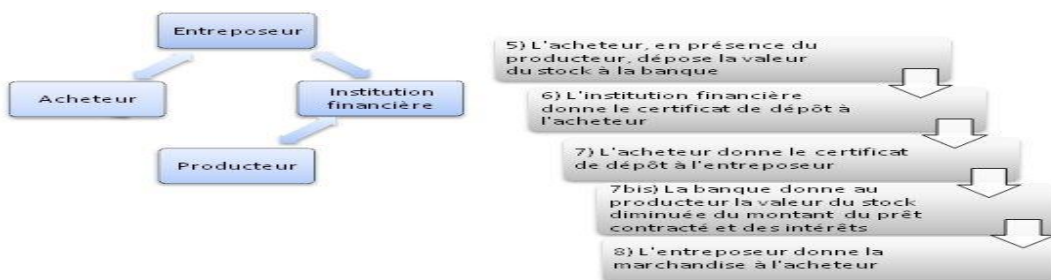 Entreposeur
Acheteur
Institution
financière
Producteur
5) L'acheteur, en présence du
producteur, dépose la valeur
du stock à la banque
6) L'institution financière
donne le certificat de dépôt à
l'acheteur
7) L'acheteur donne le certificat
de dépôt à l'entreposeur
7bis) La banque donne au
producteur la valeur du stock
diminuée du montant du prêt
contracté et des intérêts
8) L'entreposeur donne la
marchandise à l'acheteur